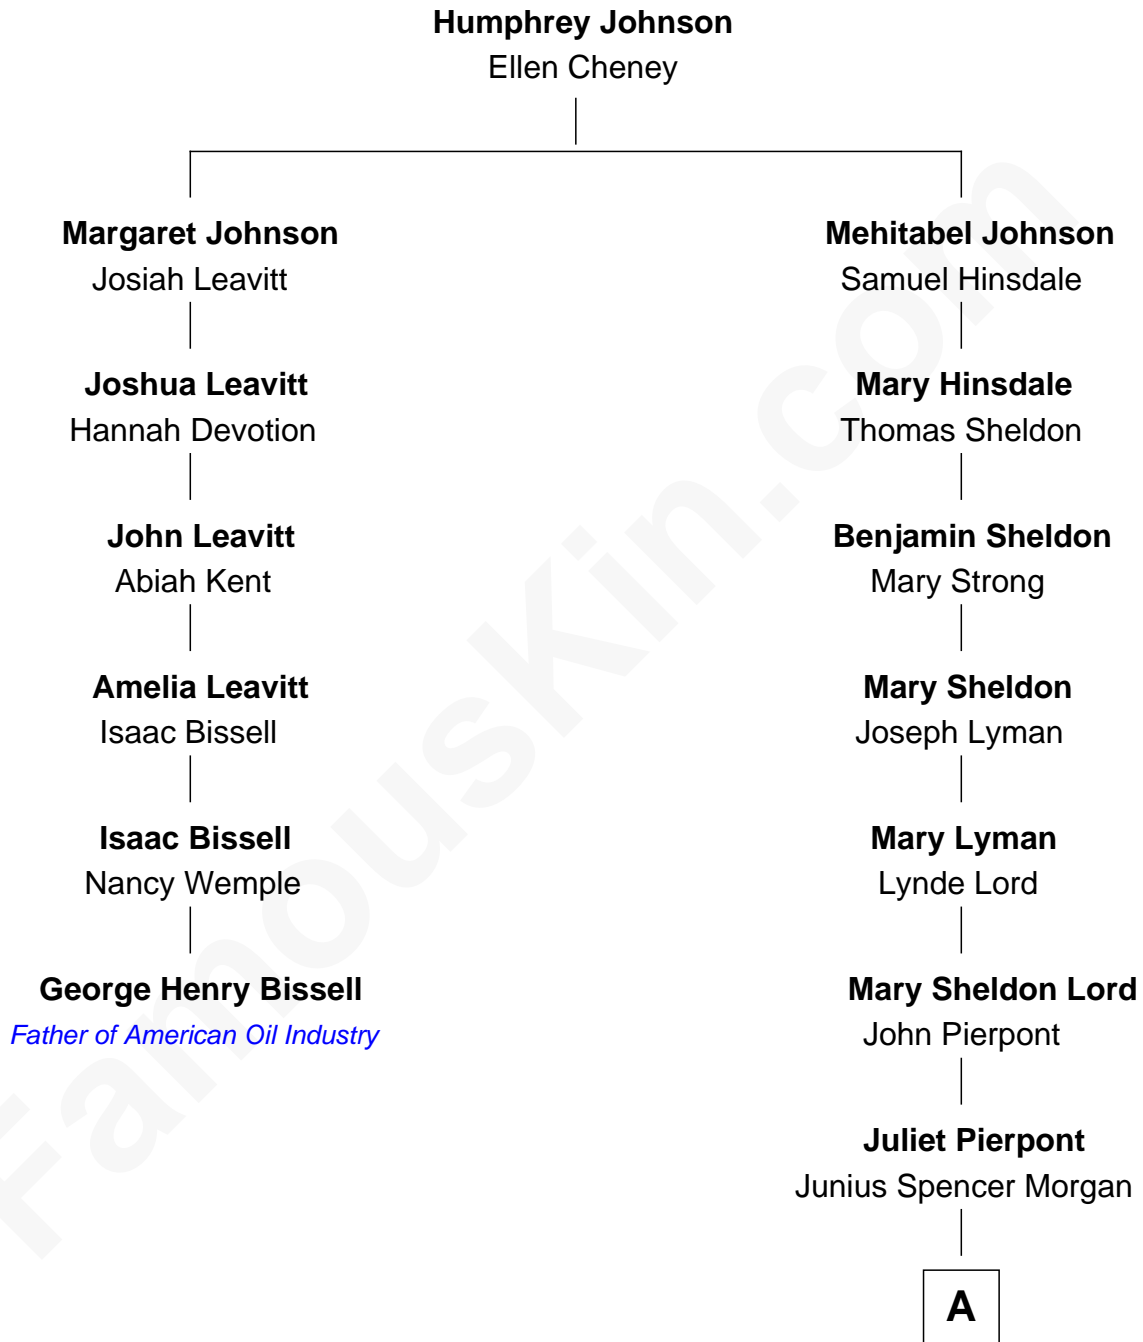 Humphrey Johnson
Ellen Cheney
Margaret Johnson
Josiah Leavitt
Mehitabel Johnson
Samuel Hinsdale
Joshua Leavitt
Hannah Devotion
Mary Hinsdale
Thomas Sheldon
John Leavitt
Abiah Kent
Benjamin Sheldon
Mary Strong
Amelia Leavitt
Isaac Bissell
Mary Sheldon
Joseph Lyman
Isaac Bissell
Nancy Wemple
Mary Lyman
Lynde Lord
George Henry Bissell
Father of American Oil Industry
Mary Sheldon Lord
John Pierpont
Juliet Pierpont
Junius Spencer Morgan
A
FamousKin.com